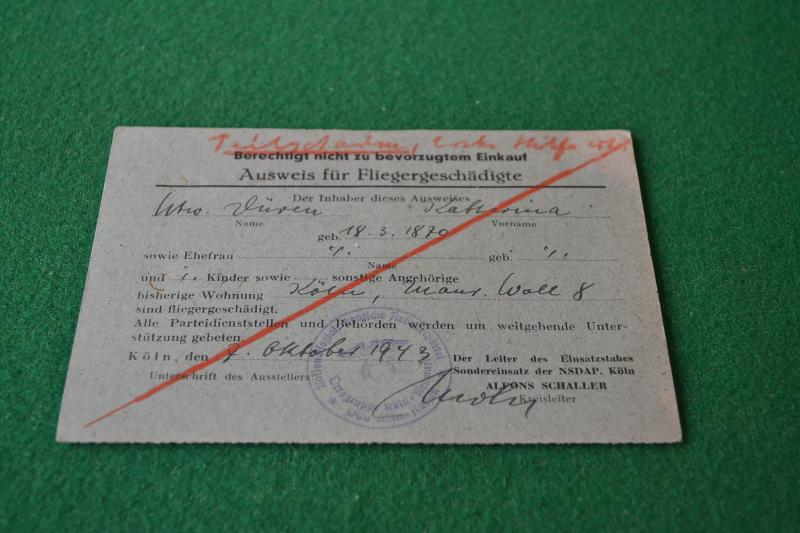 Berechtigt nicht zu bevorzugtem Einkauf
Ausweis für Fliegergeschädigte
Der Inhaber dieses Ausweises
Wwe. Düren Katharina
Name Vorname
geb. 18.3.1870
sowie Ehefrau geb.
Name
und Kinder sowie sonstige Angehörige
bisherige Wohnung Köln, Maur. Wall 8
sind fliegergeschädigt.
Alle Parteidienststellen und Behörden werden um weitgehende Unter-
stützung gebeten.
Köln, den 7. Oktober 1943
Der Leiter des Einsatzstabes
Sondereinsatz der NSDAP. Köln
Unterschrift des Ausstellers
ALFONS SCHALLER
Kreisleiter